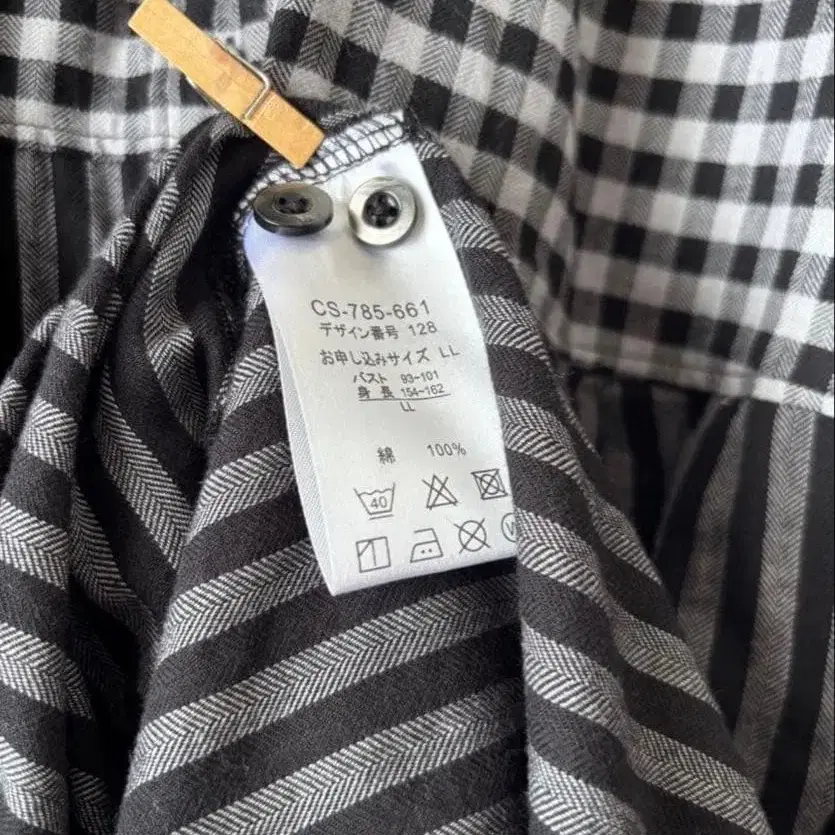 CS-785-661
デザイン番号 128
お申し込みサイズ LL
バスト 93-101
身長 154-162
LL
綿 100%
40
W